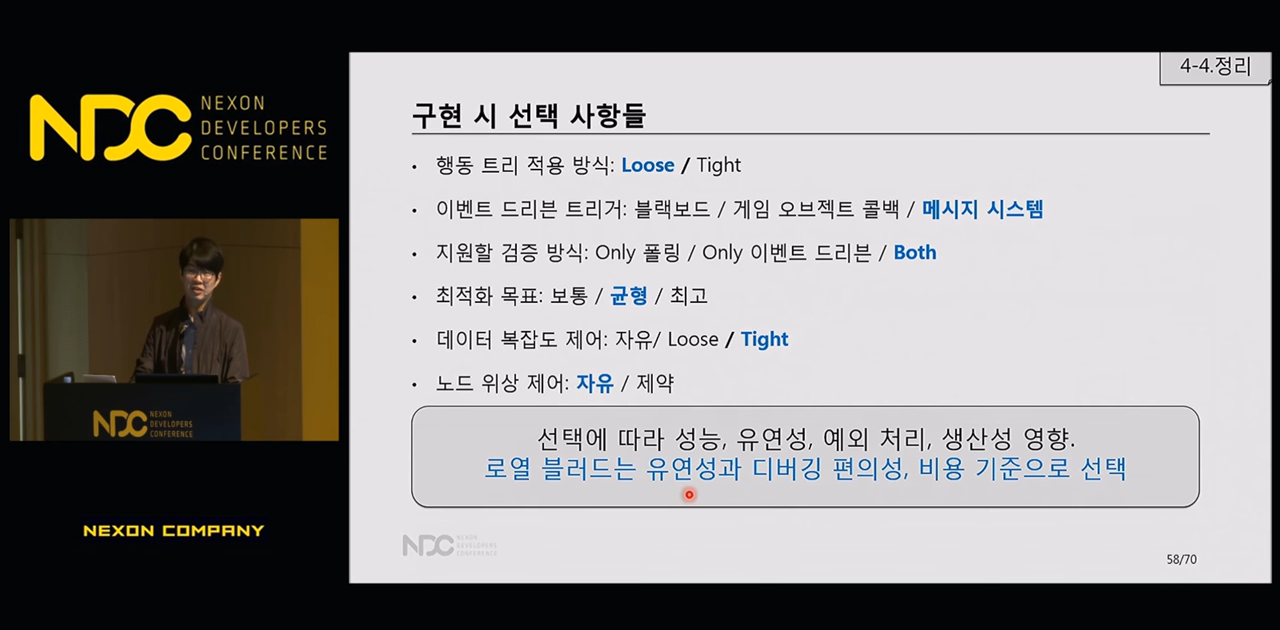 NDC NEXON
DEVELOPERS
CONFERENCE
NDC NEXON
DEVELOPERS
CONFERENCE
NEXON COMPANY
4-4.정리
구현 시 선택 사항들
• 행동 트리 적용 방식: Loose / Tight
• 이벤트 드리븐 트리거: 블랙보드 / 게임 오브젝트 콜백 / 메시지 시스템
• 지원할 검증 방식: Only 폴링 / Only 이벤트 드리븐 / Both
• 최적화 목표: 보통 / 균형 / 최고
• 데이터 복잡도 제어: 자유/ Loose / Tight
• 노드 위상 제어: 자유 / 제약
선택에 따라 성능, 유연성, 예외 처리, 생산성 영향.
로열 블러드는 유연성과 디버깅 편의성, 비용 기준으로 선택
NDC NEXON
DEVELOPERS
CONFERENCE
58/70